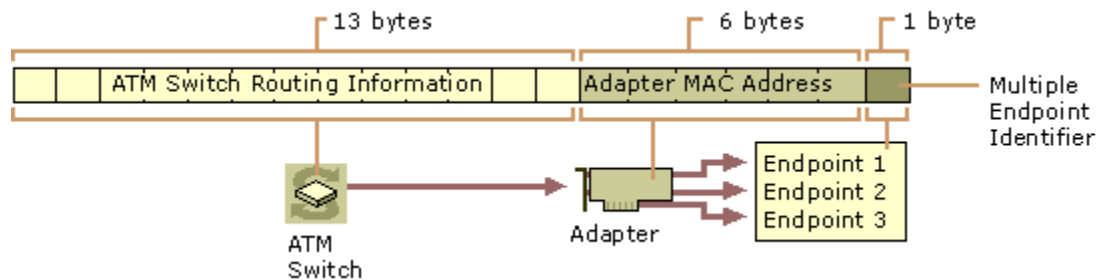 13 bytes
6 bytes
1 byte
ATM Switch Routing Information
Adapter MAC Address
Multiple
Endpoint
Identifier
Endpoint 1
Endpoint 2
Endpoint 3
ATM
Switch
Adapter